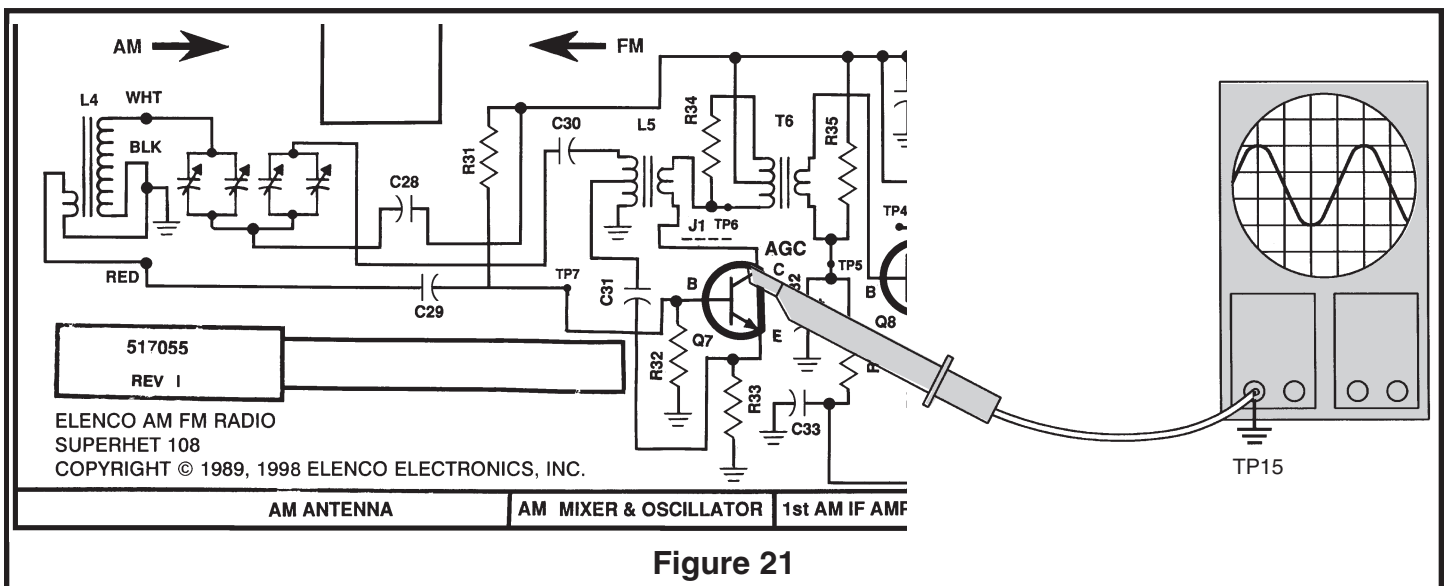 AM
FM
L4
WHT
BLK
RED
C28
C29
R31
C30
L5
R34
T6
R35
J1
TP6
AGC
TP4
TP5
TP7
C31
B
C
E
Q7
R32
R33
C33
B
Q8
517055
REV I
ELENCO AM FM RADIO
SUPERHET 108
COPYRIGHT © 1989, 1998 ELENCO ELECTRONICS, INC.
AM ANTENNA
AM MIXER & OSCILLATOR
1st AM IF AMP
TP15
Figure 21